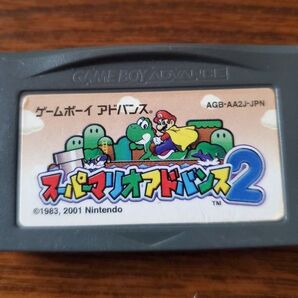 GAME BOY ADVANCE
ゲームボーイ アドバンス®
AGB-AA2J-JPN
スーパーマリオアドバンス2
™
©1983, 2001 Nintendo